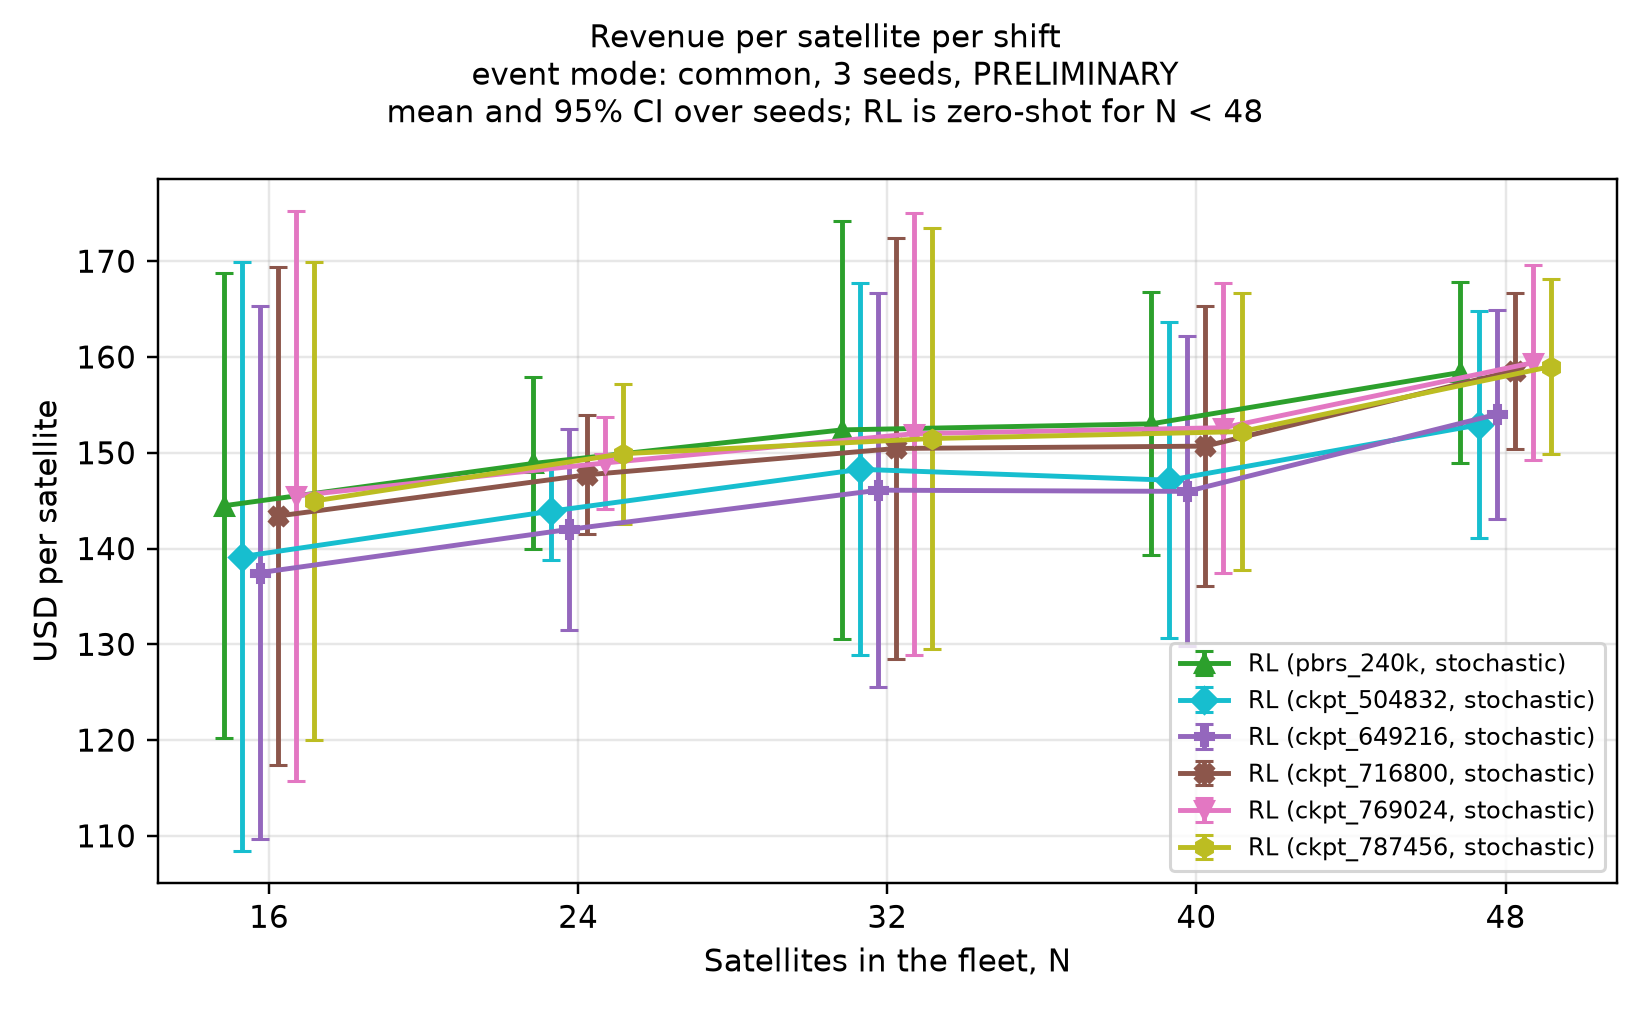 Revenue per satellite per shift
event mode: common, 3 seeds, PRELIMINARY
mean and 95% CI over seeds; RL is zero-shot for N < 48
USD per satellite
170
160
150
140
130
120
110
RL (pbrs_240k, stochastic)
RL (ckpt_504832, stochastic)
RL (ckpt_649216, stochastic)
RL (ckpt_716800, stochastic)
RL (ckpt_769024, stochastic)
RL (ckpt_787456, stochastic)
16 24 32 40 48
Satellites in the fleet, N